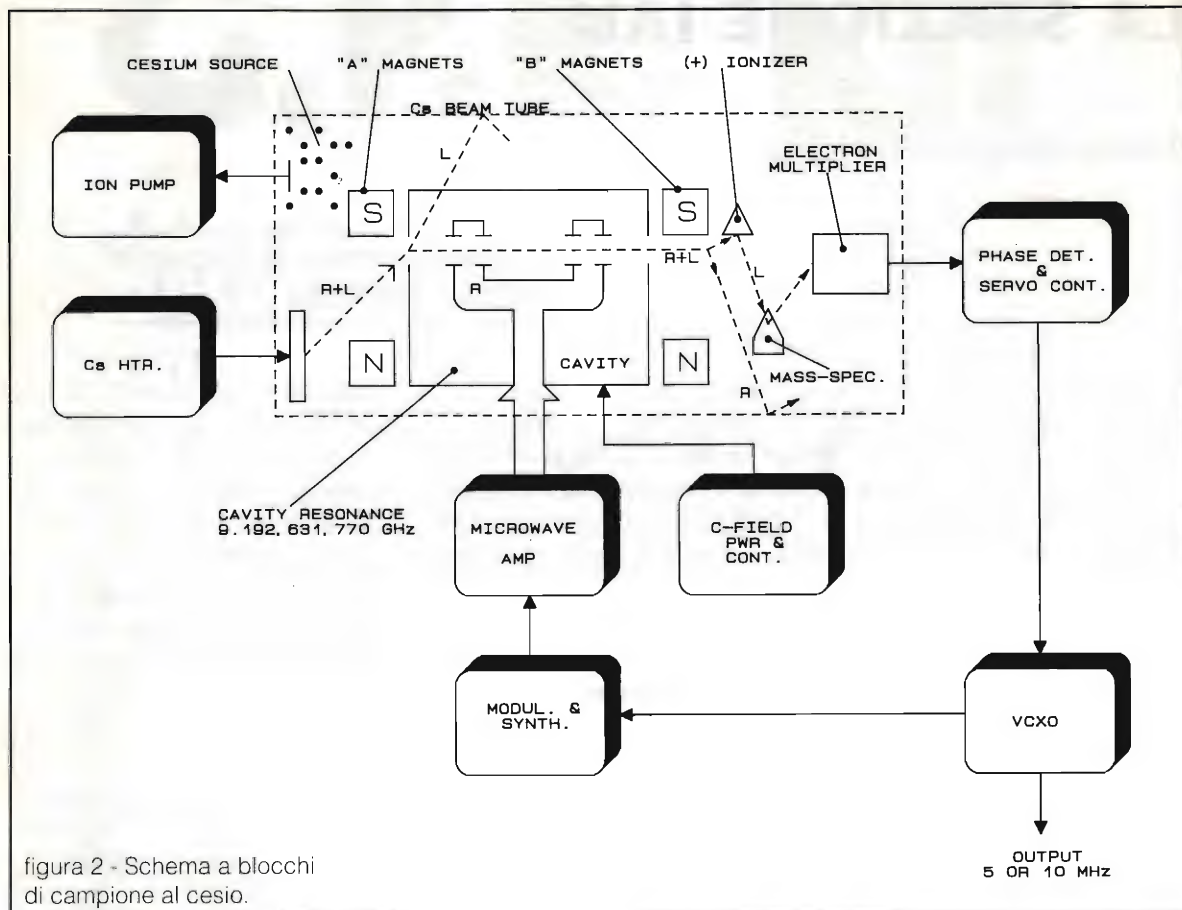 CESIUM SOURCE
"A" MAGNETS
"B" MAGNETS
(+) IONIZER
Cs BEAM TUBE
ELECTRON
MULTIPLIER
ION PUMP
L
S
S
R+L
R
R+L
L
PHASE DET.
&
SERVO CONT.
Cs HTR.
N
CAVITY
N
MASS-SPEC.
R
CAVITY RESONANCE
9.192.631.770 GHz
MICROWAVE
AMP
C-FIELD
PWR &
CONT.
MODUL. &
SYNTH.
VCXO
OUTPUT
5 OR 10 MHz
figura 2 - Schema a blocchi
di campione al cesio.